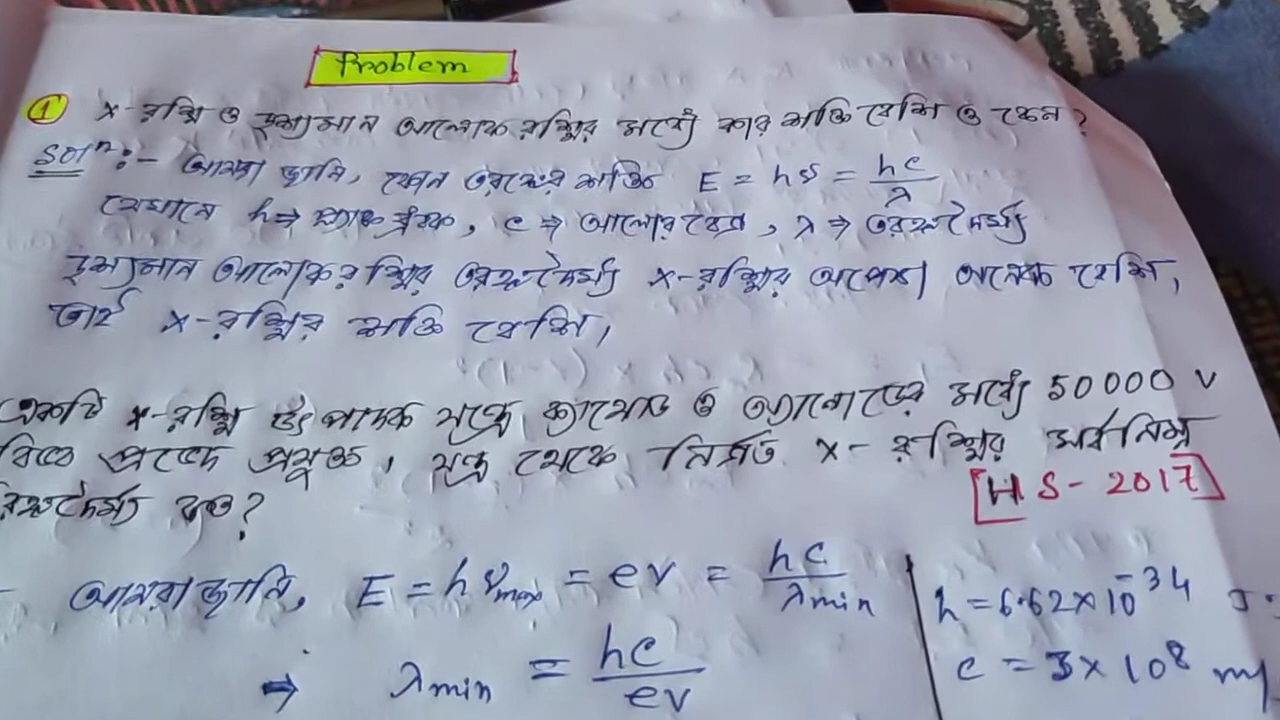 Problem
① X-রশ্মি ও দৃশ্যমান আলোক রশ্মির মধ্যে কার শক্তি বেশি ও কেন?
Solⁿ:- আমরা জানি, কোন তরঙ্গের শক্তি E = hν = hc/λ
যেখানে h ⇒ প্লাঙ্ক ধ্রুবক, c ⇒ আলোর বেগ, λ ⇒ তরঙ্গদৈর্ঘ্য
দৃশ্যমান আলোক রশ্মির তরঙ্গদৈর্ঘ্য X-রশ্মির অপেক্ষা অনেক বেশি,
তাই X-রশ্মির শক্তি বেশি,
একটি X-রশ্মি উৎপাদক যন্ত্রে ক্যাথোড ও অ্যানোডের মধ্যে 50000 V
বিভব প্রভেদ প্রযুক্ত, যন্ত্র থেকে নির্গত X-রশ্মির সর্বনিম্ন
রঙ্গদৈর্ঘ্য কত?
[HS-2017]
আমরা জানি, E = hνmax = ev = hc/λmin
⇒ λmin = hc/ev
h = 6.62×10⁻³⁴ J.
c = 3×10⁸ m/